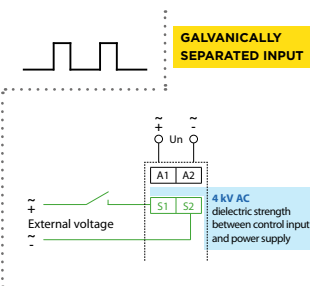 GALVANICALLY
SEPARATED INPUT
~ ~
+ -
Un
A1 A2
S1 S2
4 kV AC
dielectric strength
between control input
and power supply
~
+
External voltage
~
-